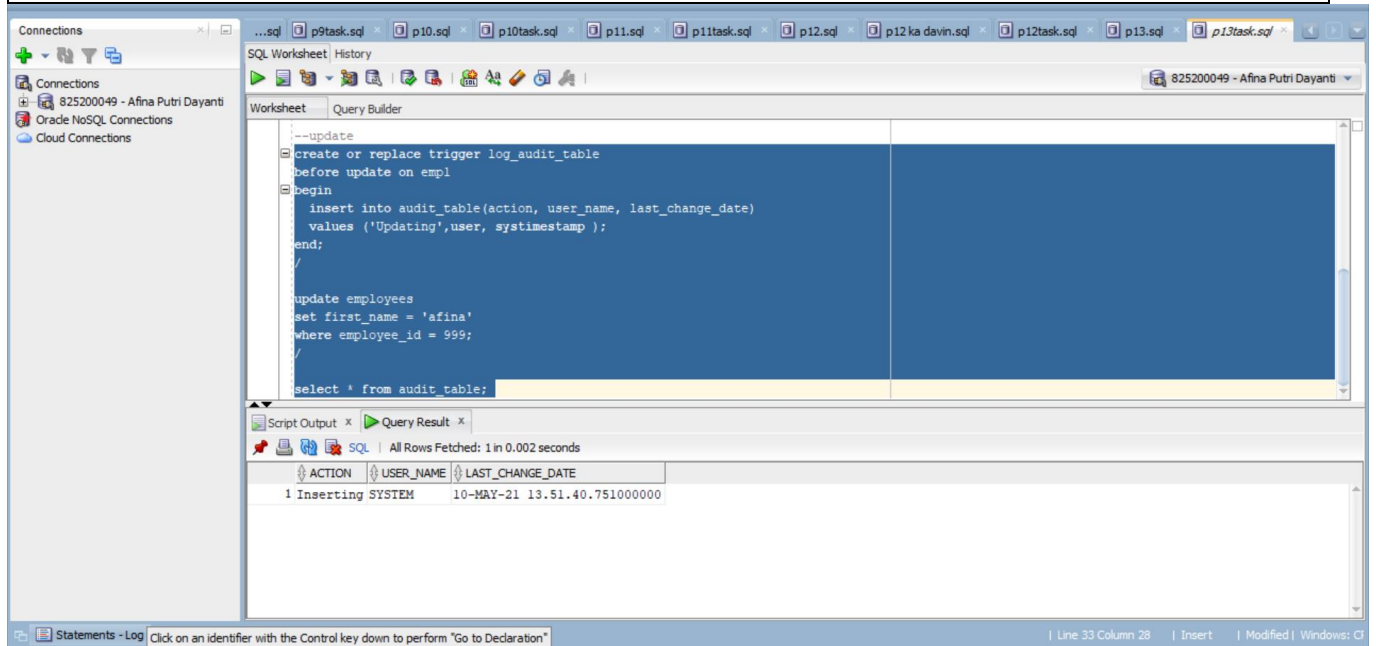 Connections
...sql p9task.sql p10.sql p10task.sql p11.sql p11task.sql p12.sql p12 ka davin.sql p12task.sql p13.sql p13task.sql
SQL Worksheet History
Connections
825200049 - Afina Putri Dayanti
Oracle NoSQL Connections
Cloud Connections
825200049 - Afina Putri Dayanti
Worksheet Query Builder
--update
create or replace trigger log_audit_table
before update on empl
begin
insert into audit_table(action, user_name, last_change_date)
values ('Updating',user, systimestamp );
end;
/
update employees
set first_name = 'afina'
where employee_id = 999;
/
select * from audit_table;
Script Output x Query Result x
SQL | All Rows Fetched: 1 in 0.002 seconds
ACTION USER_NAME LAST_CHANGE_DATE
1 Inserting SYSTEM 10-MAY-21 13.51.40.751000000
Statements - Log Click on an identifier with the Control key down to perform "Go to Declaration" | Line 33 Column 28 | Insert | Modified | Windows: CF